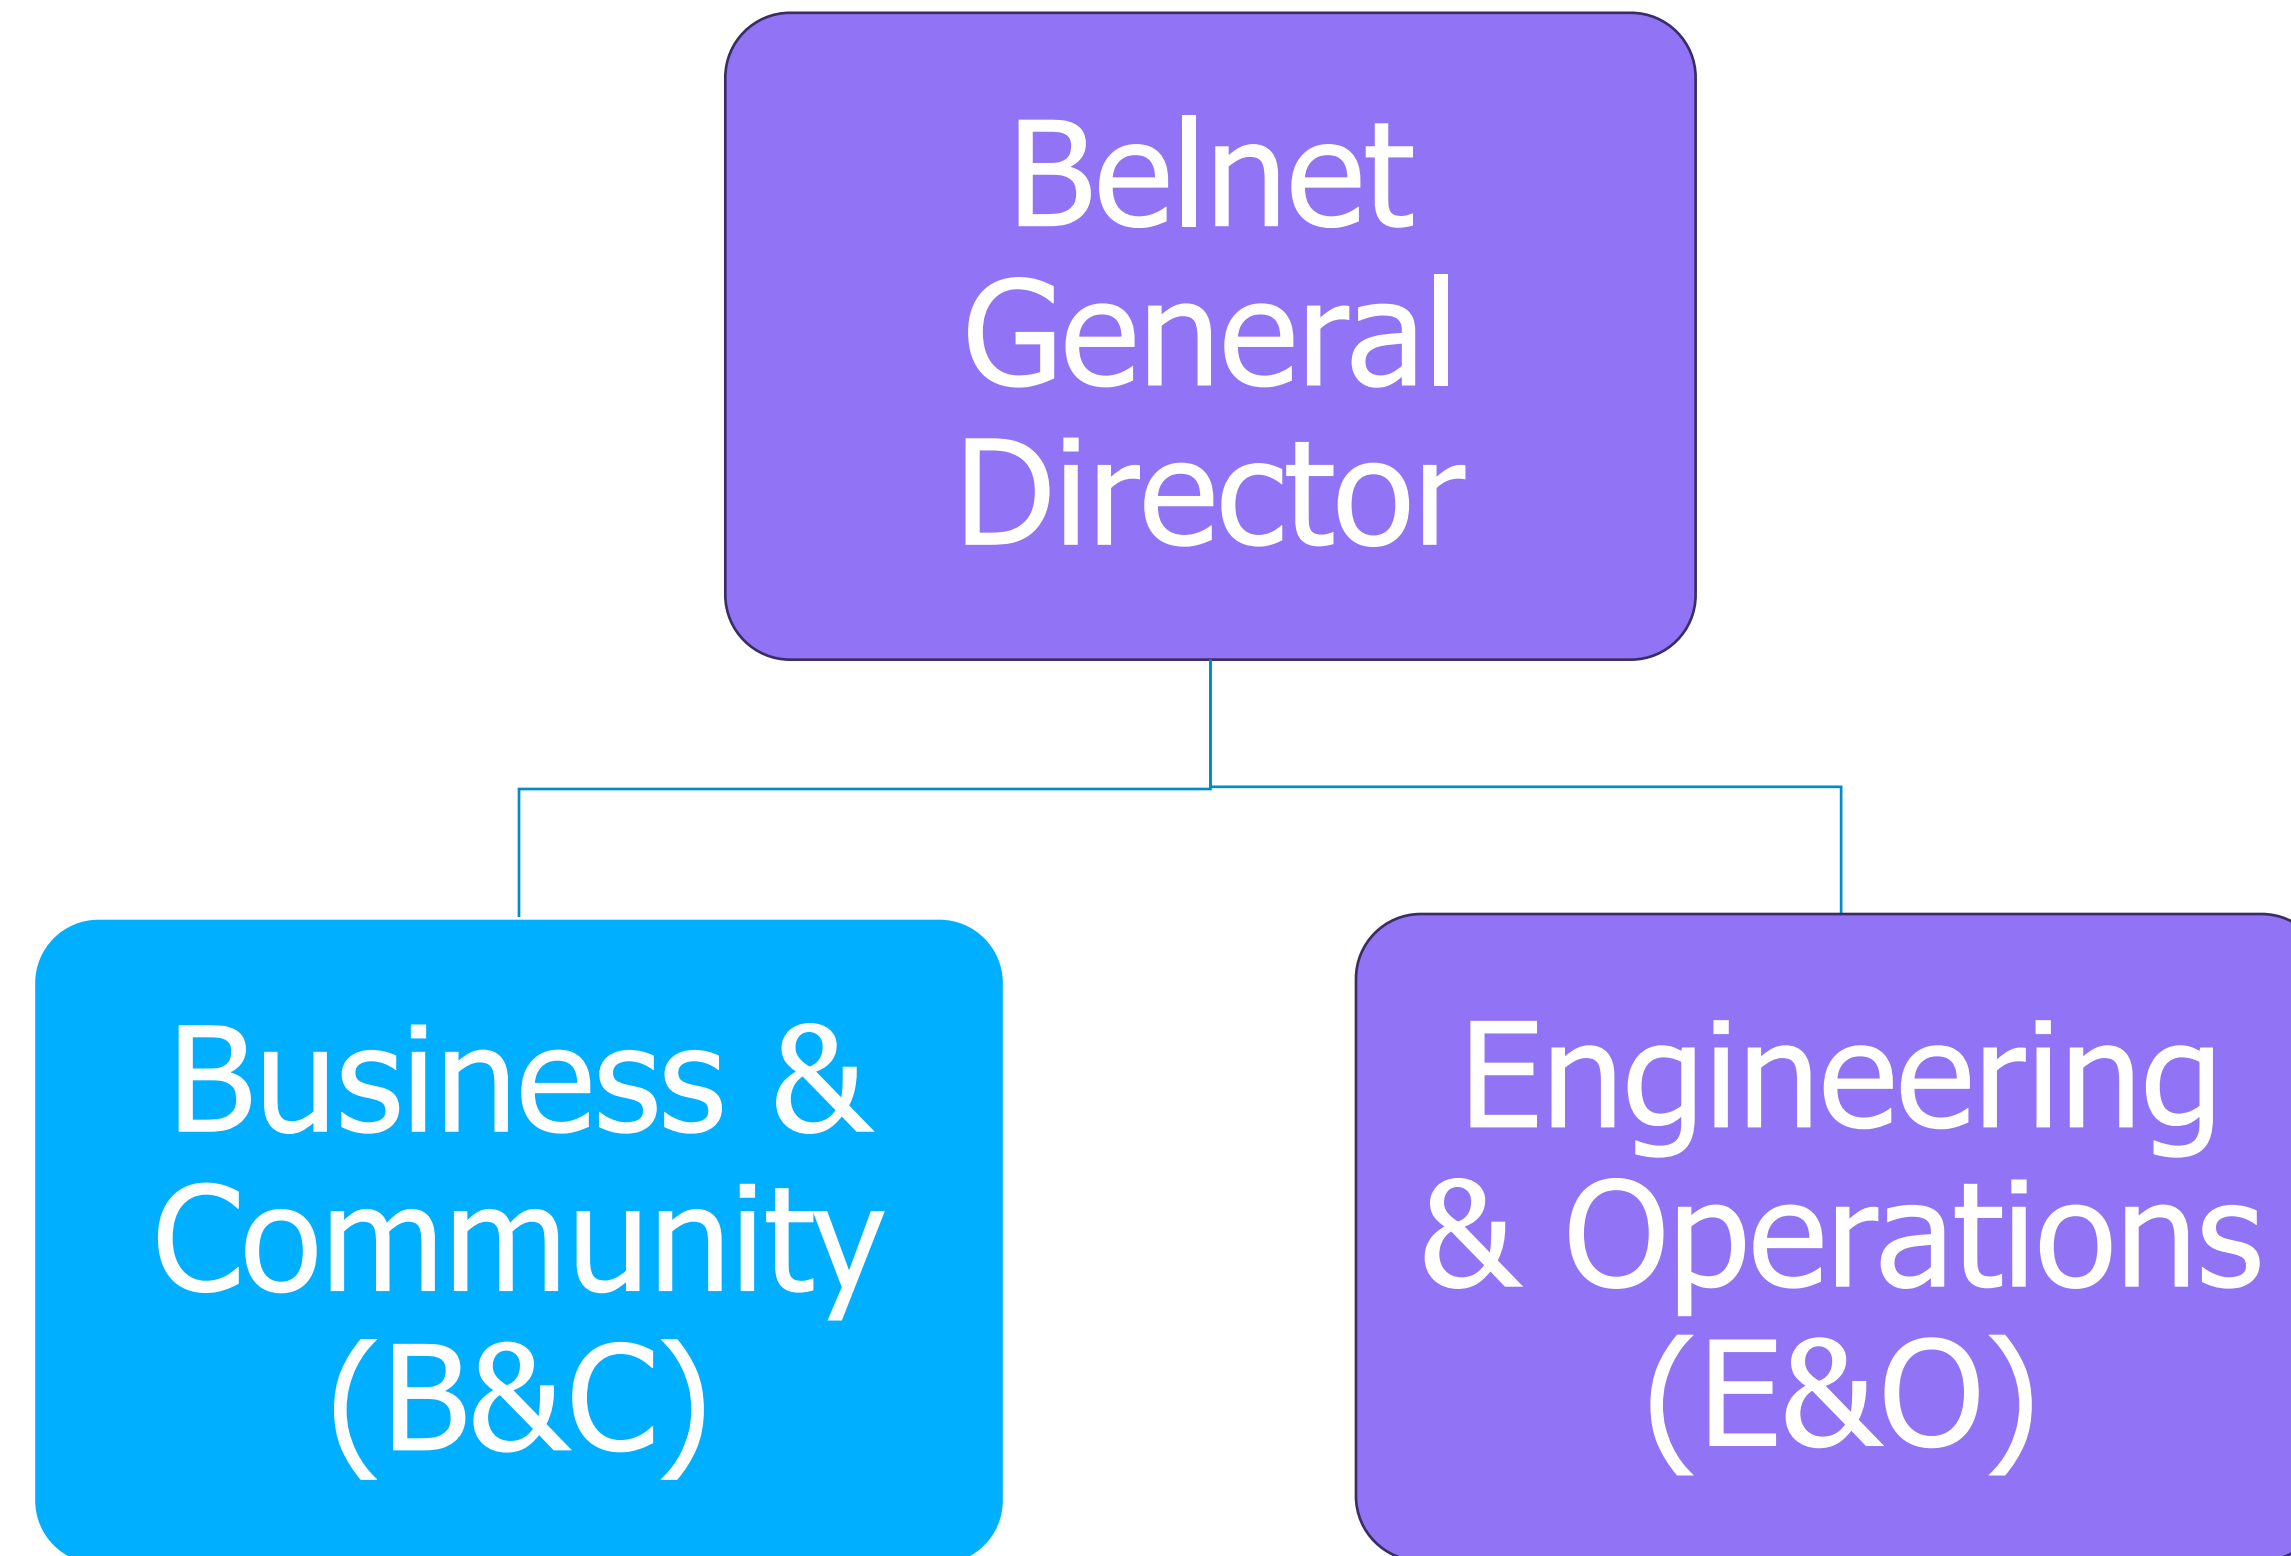 Belnet
General
Director
Business &
Community
(B&C)
Engineering
& Operations
(E&O)